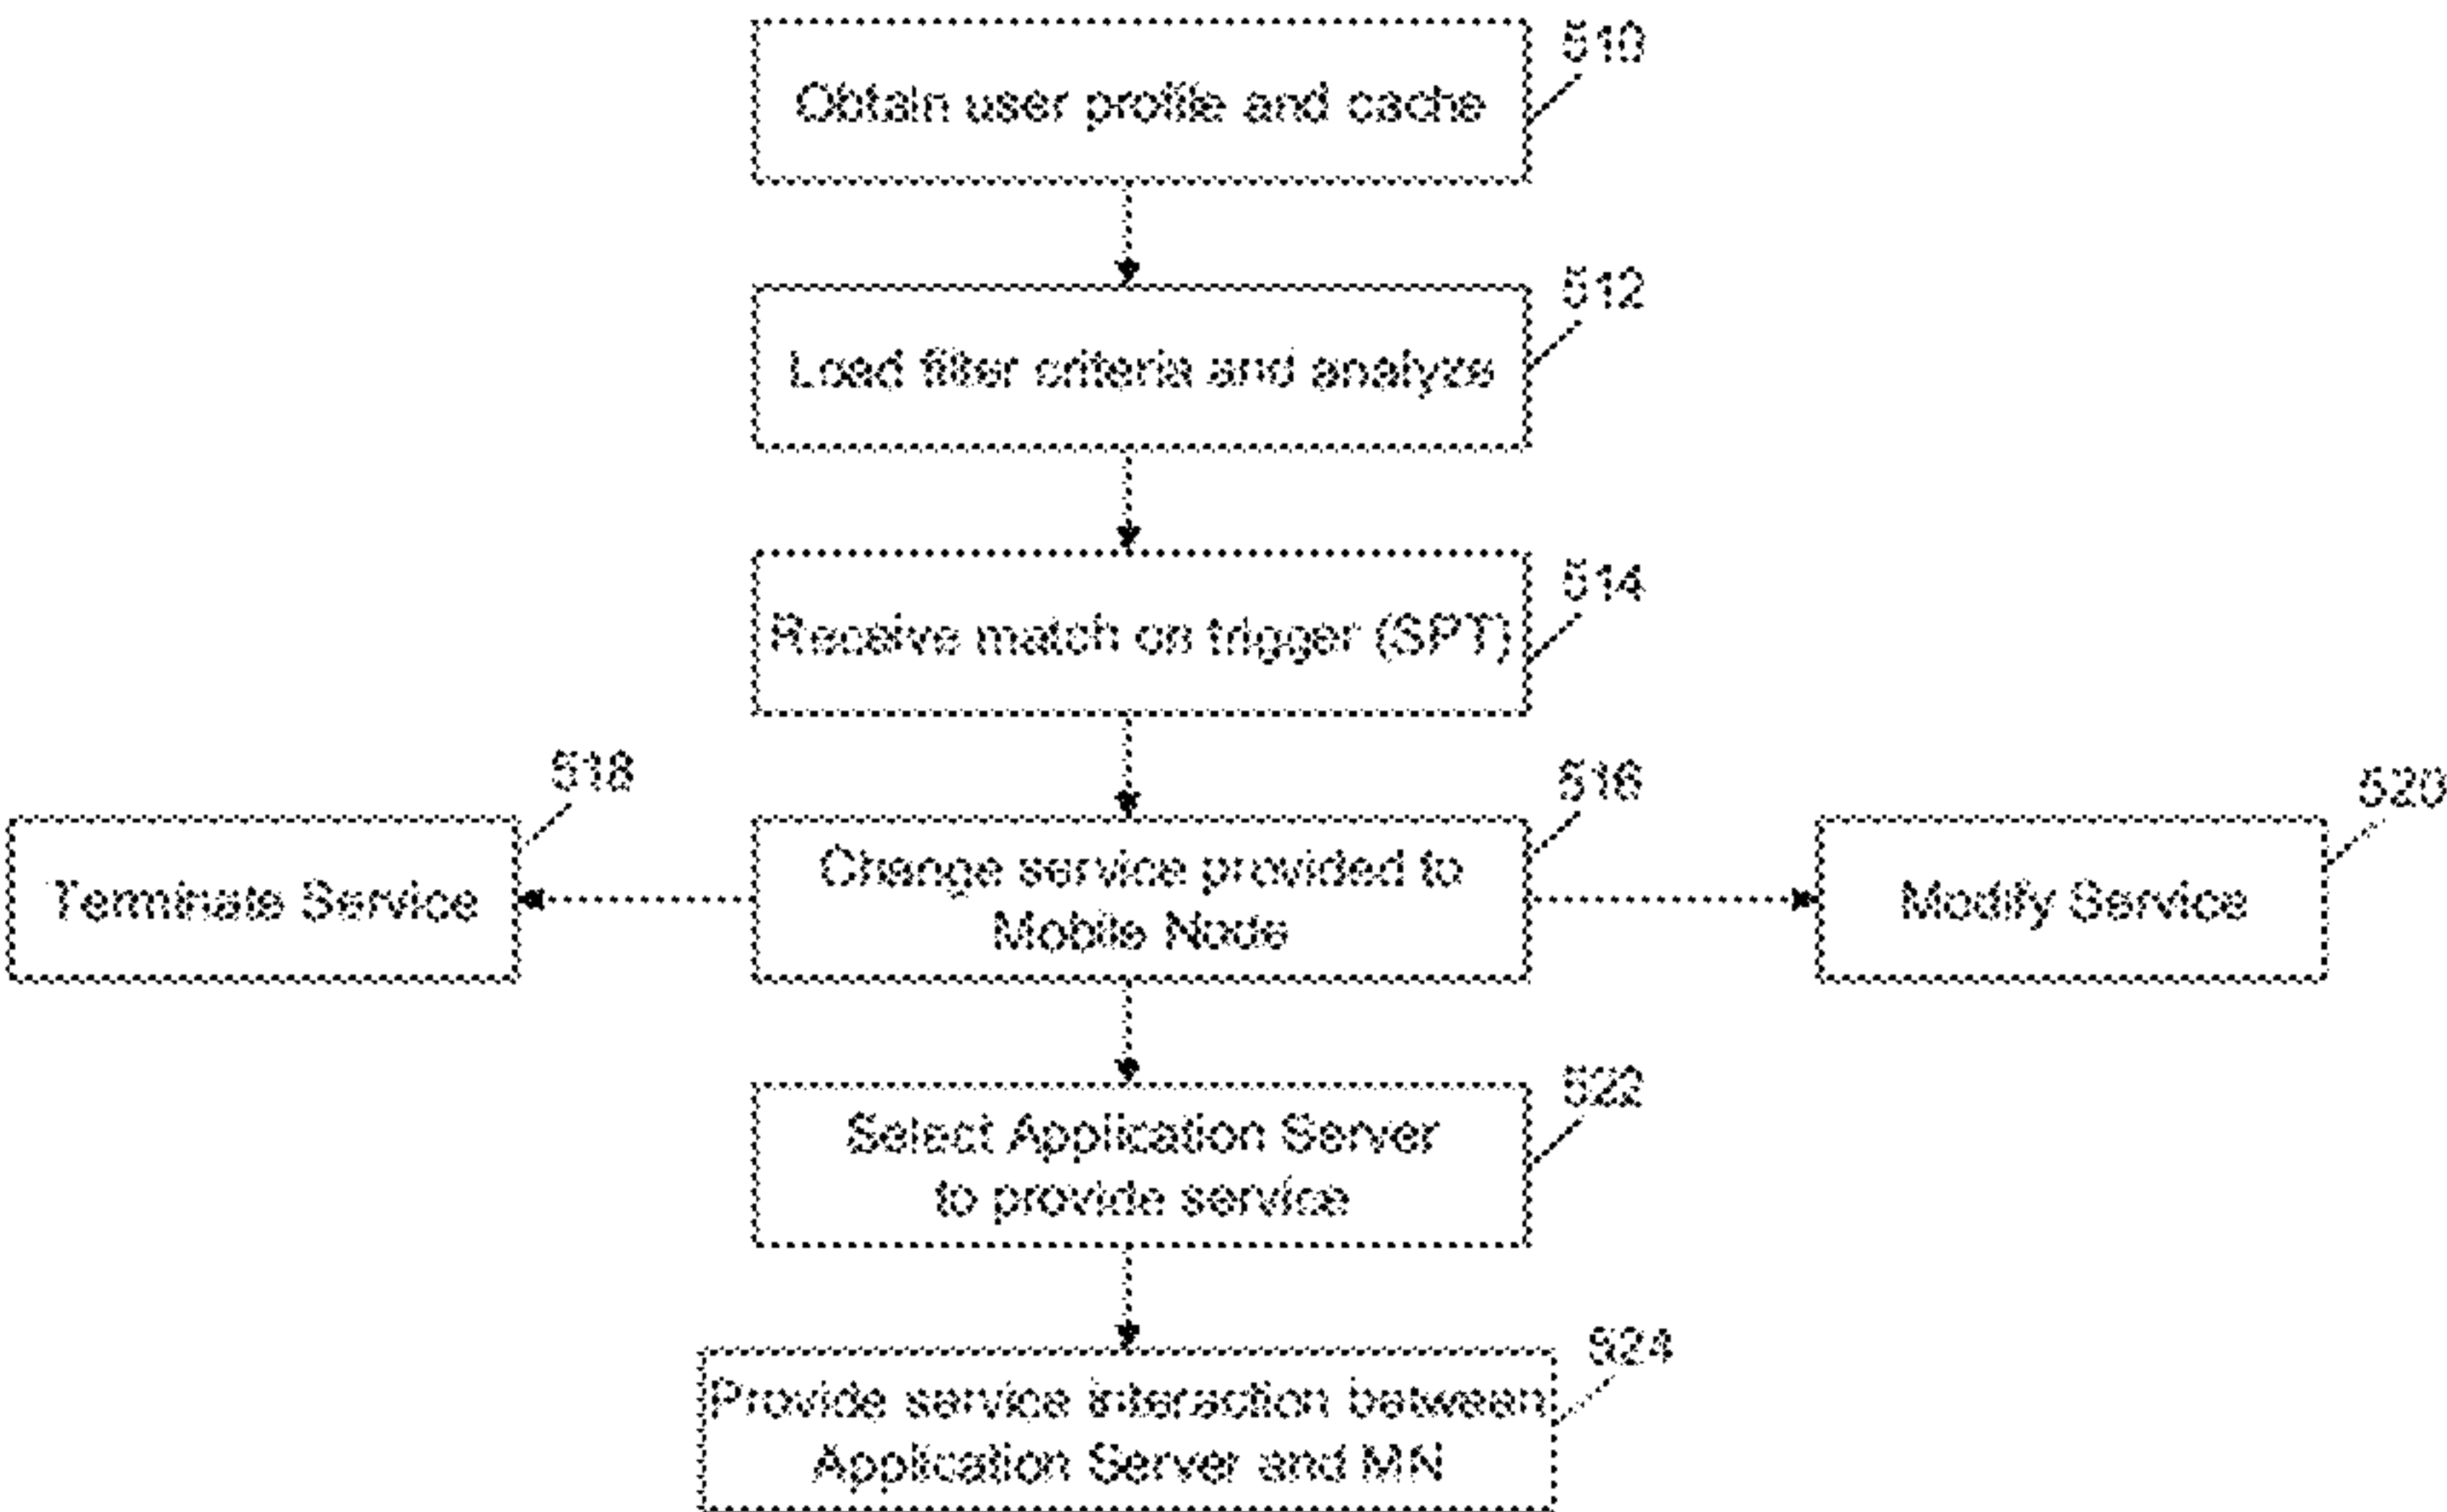 510
Obtain user profile and cache
512
Load filter criteria and analyze
514
Receive match on trigger (SPT)
518
516
520
Terminate Service
Change service provided to
Mobile Node
Modify Service
522
Select Application Server
to provide service
524
Provide service interaction between
Application Server and MN